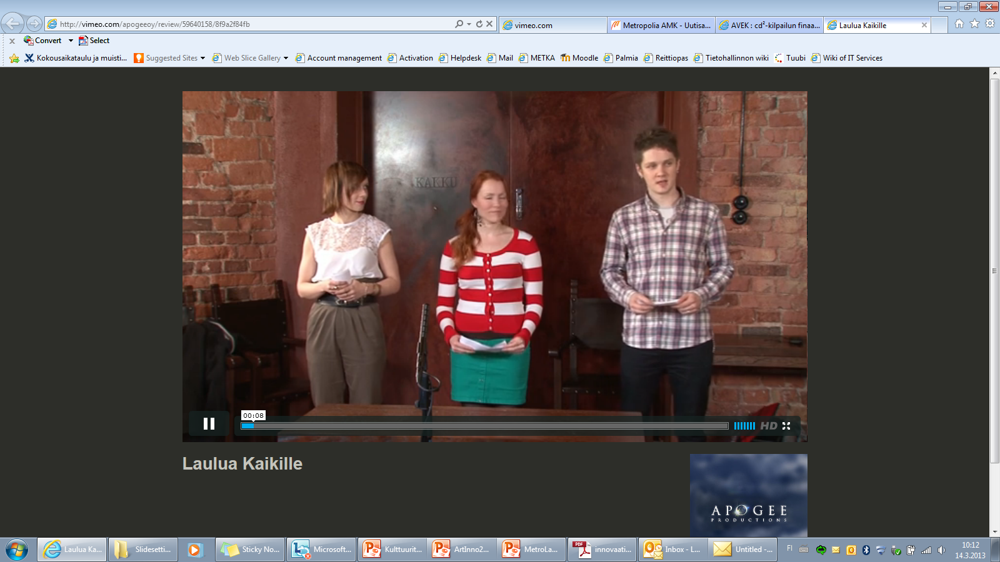 http://vimeo.com/apogeeoy/review/59640158/8f9a2f84fb
vimeo.com
Metropolia AMK - Uutisa...
AVEK : cd²-kilpailun finaa...
Laulua Kaikille
Convert
Select
Kokousaikataulu ja muisti...
Suggested Sites
Web Slice Gallery
Account management
Activation
Helpdesk
Mail
METKA
Moodle
Palmia
Reittiopas
Tietohallinnon wiki
Tuubi
Wiki of IT Services
KAKKU
00:08
HD
Laulua Kaikille
APOGEE
PRODUCTIONS
Laulua Ka...
Slidesetti...
Sticky No...
Microsoft...
Kulttuurit...
ArtInno2...
MetroLa...
PDF
innovaati...
Inbox - L...
Untitled -...
FI
10:12
14.3.2013